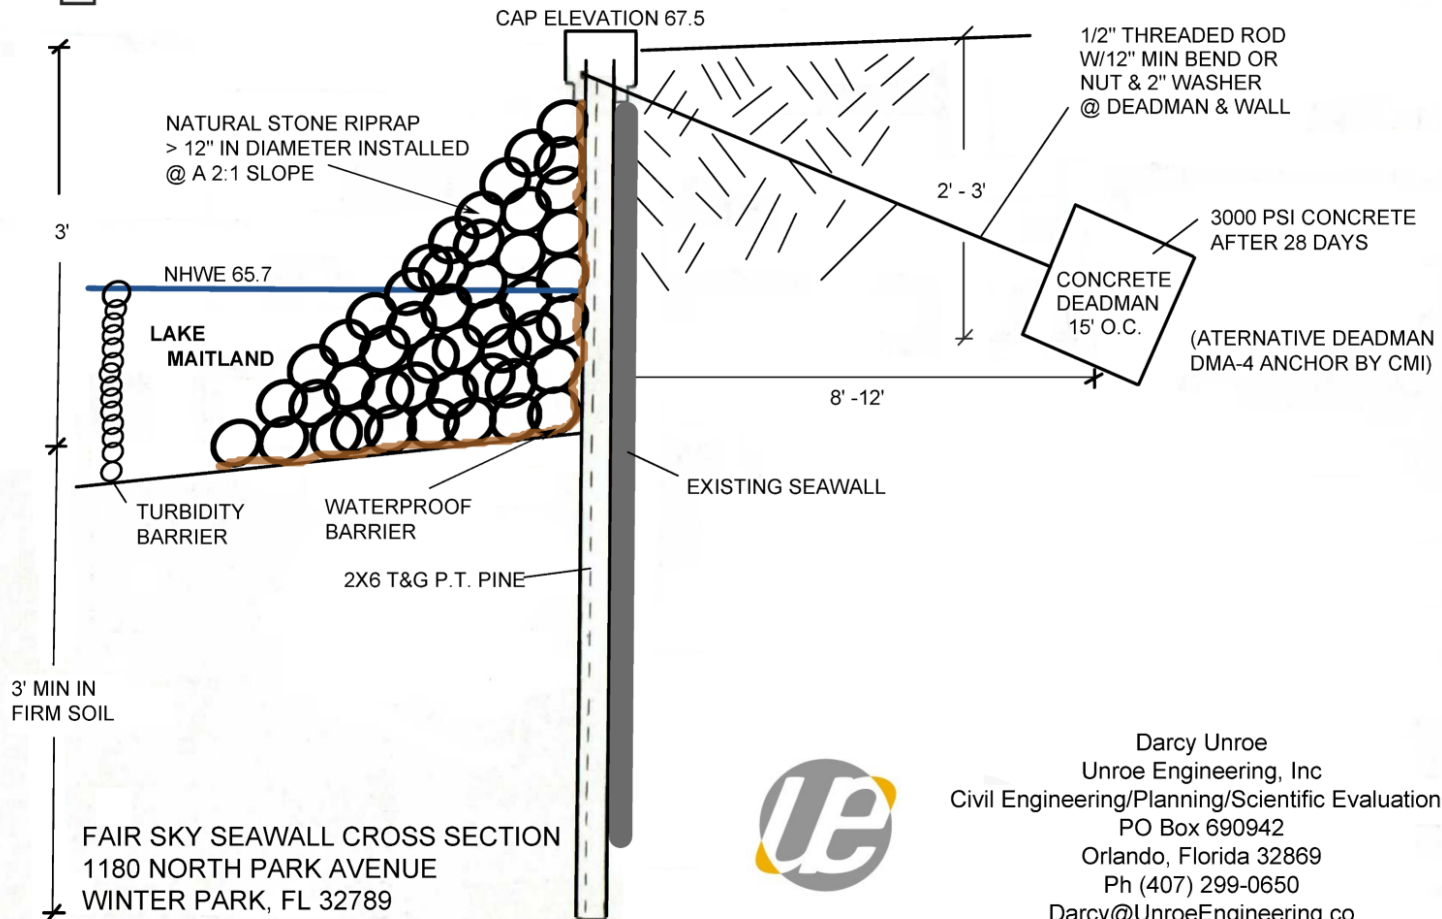 CAP ELEVATION 67.5
1/2" THREADED ROD
W/12" MIN BEND OR
NUT & 2" WASHER
@ DEADMAN & WALL
NATURAL STONE RIPRAP
> 12" IN DIAMETER INSTALLED
@ A 2:1 SLOPE
2' - 3'
3000 PSI CONCRETE
AFTER 28 DAYS
3'
NHWE 65.7
CONCRETE
DEADMAN
15' O.C.
LAKE
MAITLAND
(ATERNATIVE DEADMAN
DMA-4 ANCHOR BY CMI)
8' -12'
EXISTING SEAWALL
TURBIDITY
BARRIER
WATERPROOF
BARRIER
2X6 T&G P.T. PINE
3' MIN IN
FIRM SOIL
FAIR SKY SEAWALL CROSS SECTION
1180 NORTH PARK AVENUE
WINTER PARK, FL 32789
ue
Darcy Unroe
Unroe Engineering, Inc
Civil Engineering/Planning/Scientific Evaluation
PO Box 690942
Orlando, Florida 32869
Ph (407) 299-0650
Darcy@UnroeEngineering.co